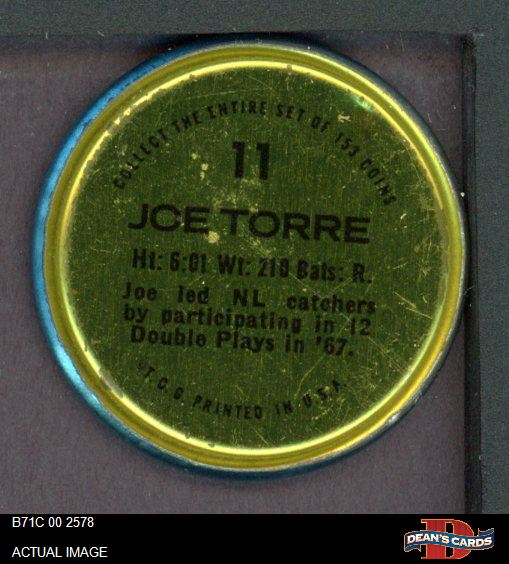 COLLECT THE ENTIRE SET OF 153 COINS
11
JOE TORRE
Ht: 6:01 Wt: 210 Bats: R.
Joe led NL catchers
by participating in 12
Double Plays in '67.
©T.C.G. PRINTED IN U.S.A.
B71C 00 2578
ACTUAL IMAGE
D
DEAN'S CARDS